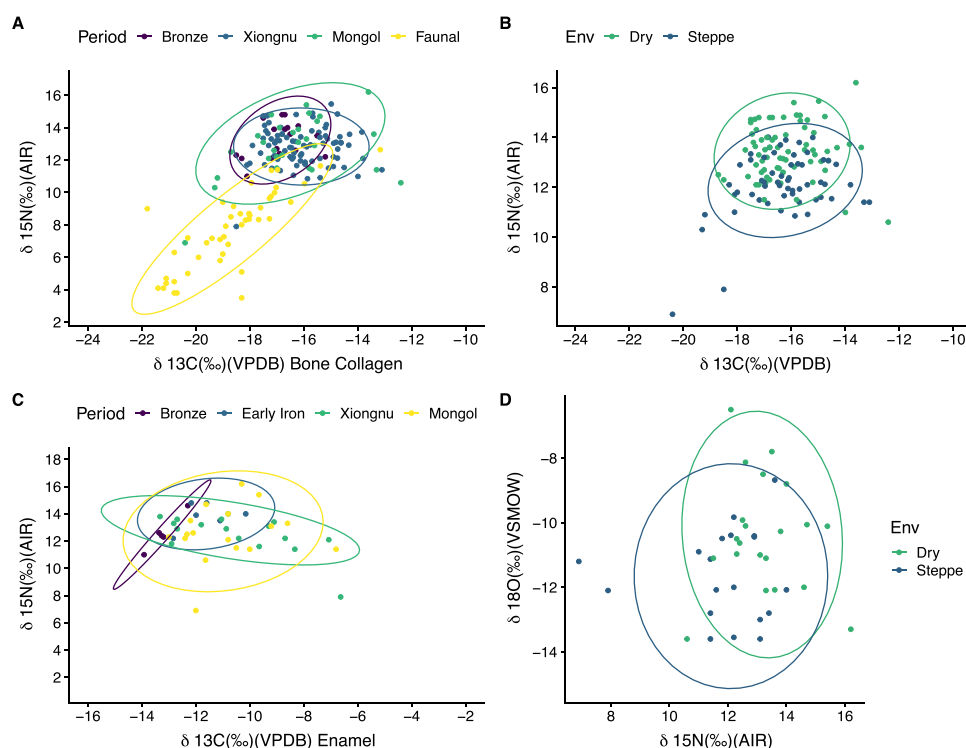 A
Period Bronze Xiongnu Mongol Faunal
16
14
12
10
8
6
4
2
δ 15N(‰)(AIR)
−24 −22 −20 −18 −16 −14 −12 −10
δ 13C(‰)(VPDB) Bone Collagen
B
Env Dry Steppe
16
14
12
10
8
δ 15N(‰)(AIR)
−24 −22 −20 −18 −16 −14 −12 −10
δ 13C(‰)(VPDB)
C
Period Bronze Early Iron Xiongnu Mongol
18
16
14
12
10
8
6
4
2
δ 15N(‰)(AIR)
−16 −14 −12 −10 −8 −6 −4 −2
δ 13C(‰)(VPDB) Enamel
D
−8
−10
−12
−14
δ 18O(‰)(VSMOW)
8 10 12 14 16
δ 15N(‰)(AIR)
Env
Dry
Steppe